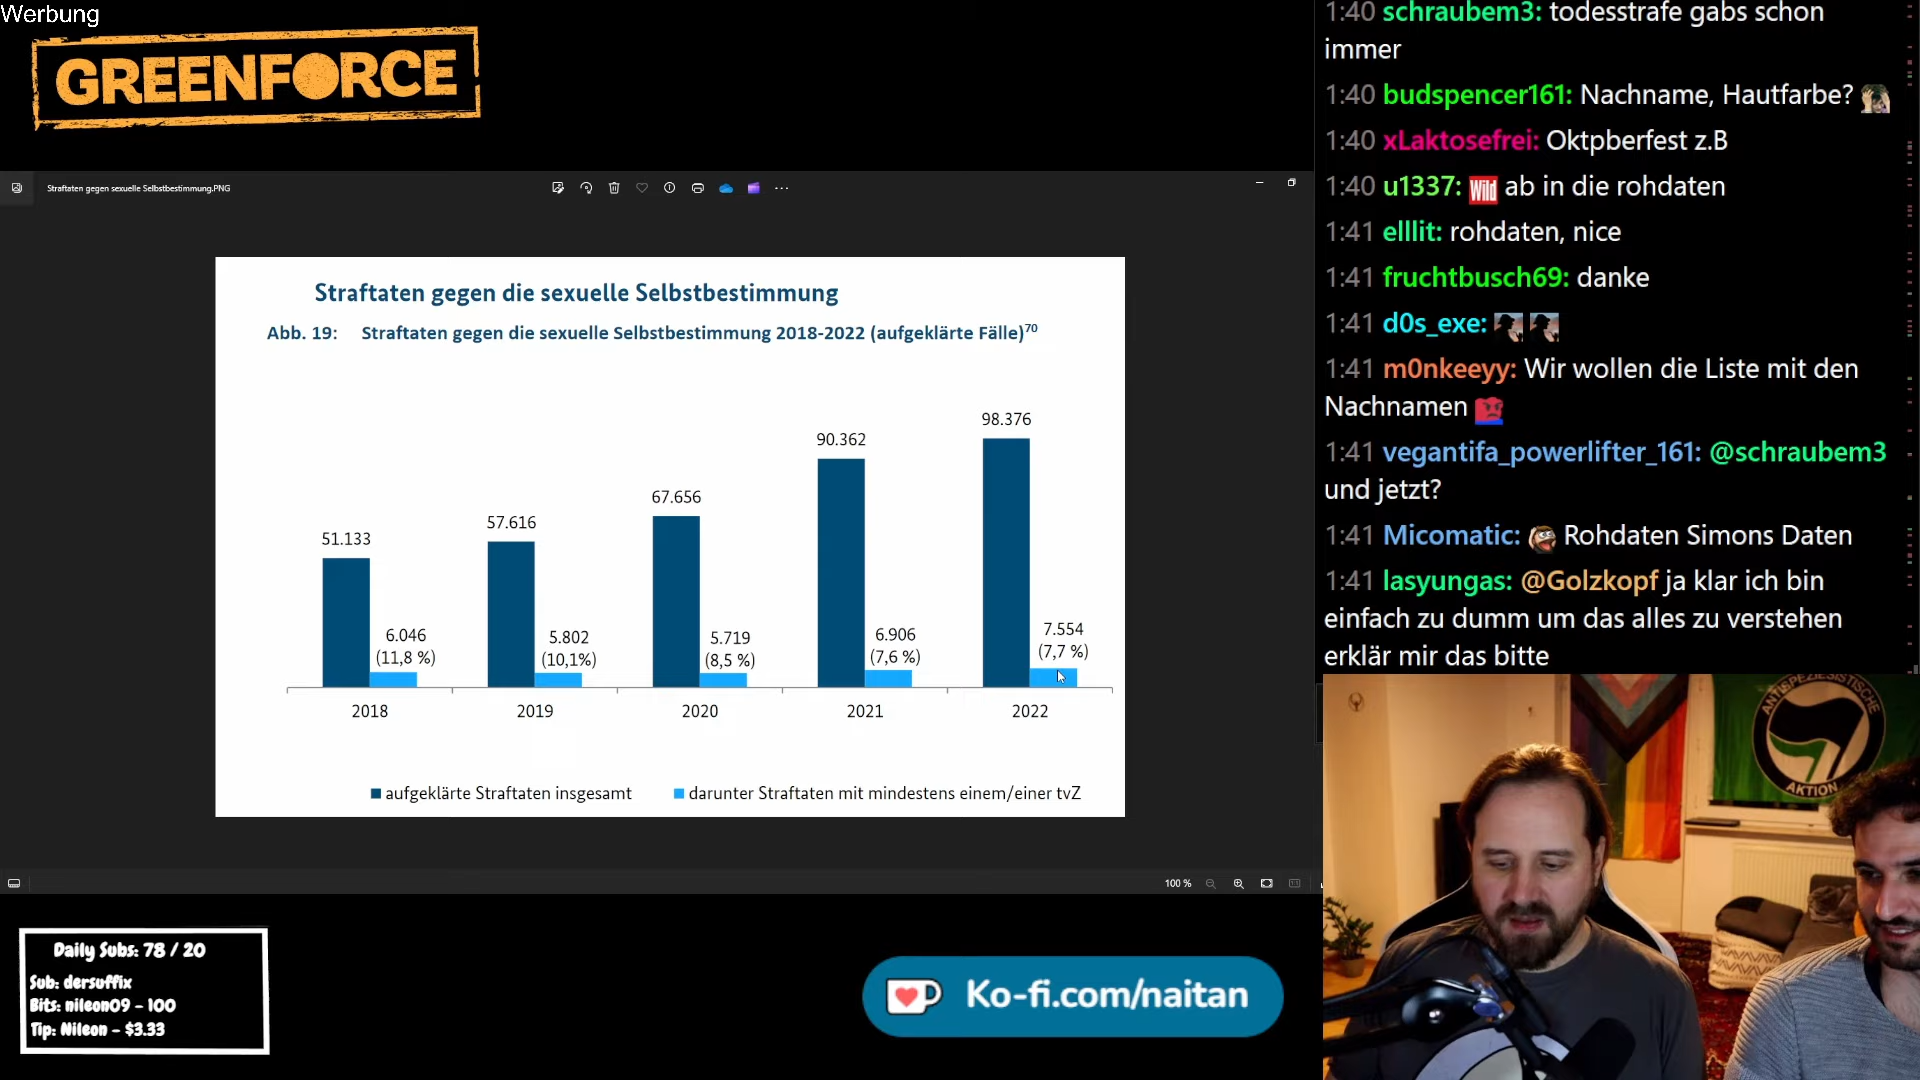 Werbung
GREENFORCE
Straftaten gegen sexuelle Selbstbestimmung.PNG
Straftaten gegen die sexuelle Selbstbestimmung
Abb. 19: Straftaten gegen die sexuelle Selbstbestimmung 2018-2022 (aufgeklärte Fälle)70
98.376
90.362
67.656
57.616
51.133
6.046
(11,8 %)
5.802
(10,1%)
5.719
(8,5 %)
6.906
(7,6 %)
7.554
(7,7 %)
2018
2019
2020
2021
2022
aufgeklärte Straftaten insgesamt
darunter Straftaten mit mindestens einem/einer tvZ
100 %
Daily Subs: 78 / 20
Sub: dersuffix
Bits: nileon09 - 100
Tip: Nileon - $3.33
Ko-fi.com/naitan
1:40 schraubem3: todesstrafe gabs schon
immer
1:40 budspencer161: Nachname, Hautfarbe?
1:40 xLaktosefrei: Oktpberfest z.B
1:40 u1337: Wild ab in die rohdaten
1:41 elllit: rohdaten, nice
1:41 fruchtbusch69: danke
1:41 d0s_exe:
1:41 m0nkeeyy: Wir wollen die Liste mit den
Nachnamen
1:41 vegantifa_powerlifter_161: @schraubem3
und jetzt?
1:41 Micomatic: Rohdaten Simons Daten
1:41 lasyungas: @Golzkopf ja klar ich bin
einfach zu dumm um das alles zu verstehen
erklär mir das bitte
ANTISPEZIESISTISCHE
AKTION